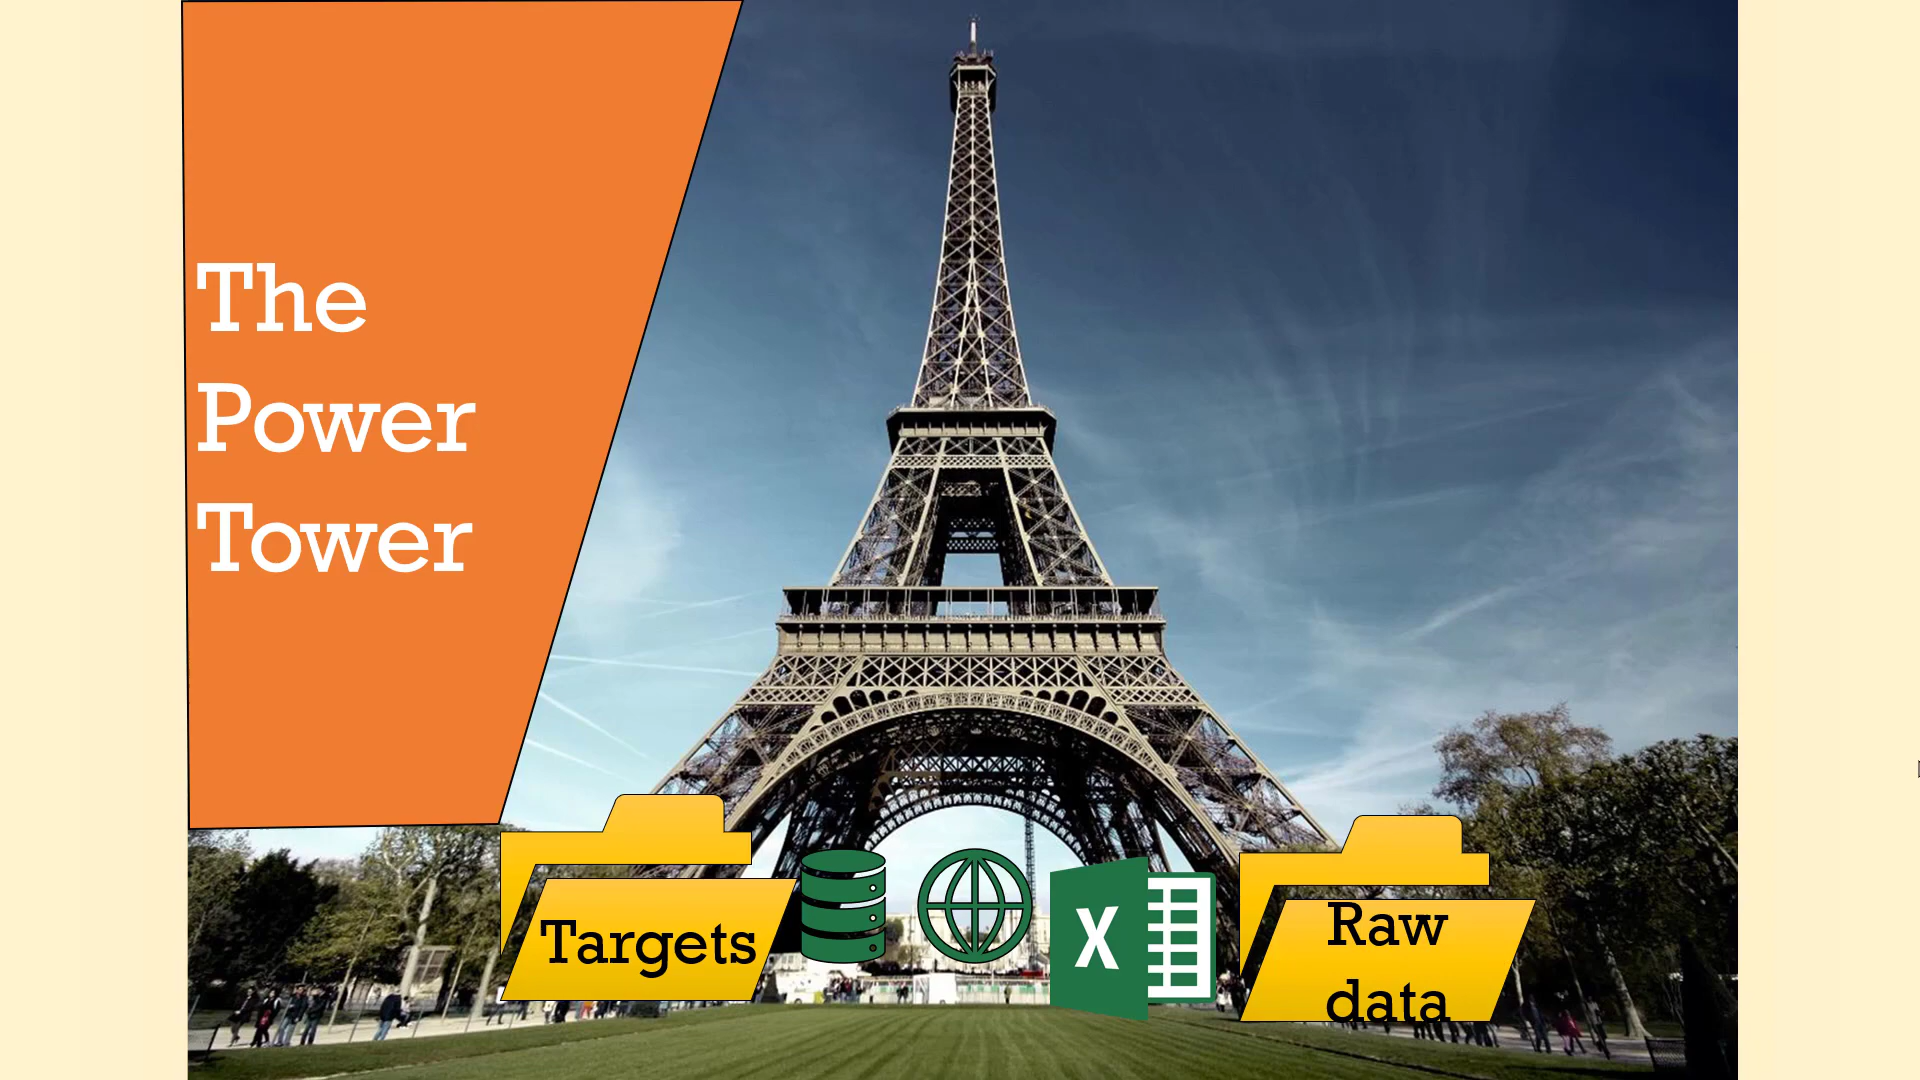 The
Power
Tower
Targets
X
Raw
data